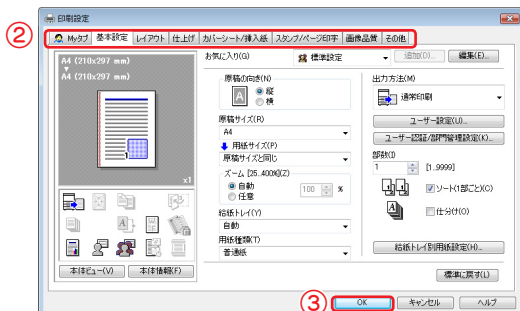 印刷設定
②
Myタブ 基本設定 レイアウト 仕上げ カバーシート/挿入紙 スタンプ/ページ印字 画像品質 その他
A4 (210x297 mm)
A4 (210x297 mm)
1
x1
本体ビュー(V) 本体情報(F)
お気に入り(G) 標準設定 追加(D)... 編集(E)...
原稿の向き(N)
A
縦
横
原稿サイズ(R)
A4
用紙サイズ(P)
原稿サイズと同じ
ズーム [25..400%](Z)
自動
任意
100 %
給紙トレイ(Y)
自動
用紙種類(T)
普通紙
出力方法(M)
通常印刷
ユーザー設定(U)...
ユーザー認証/部門管理設定(K)...
部数(I)
1 [1..9999]
ソート(1部ごと)(C)
仕分け(O)
給紙トレイ別用紙設定(H)...
標準に戻す(L)
③
OK キャンセル ヘルプ